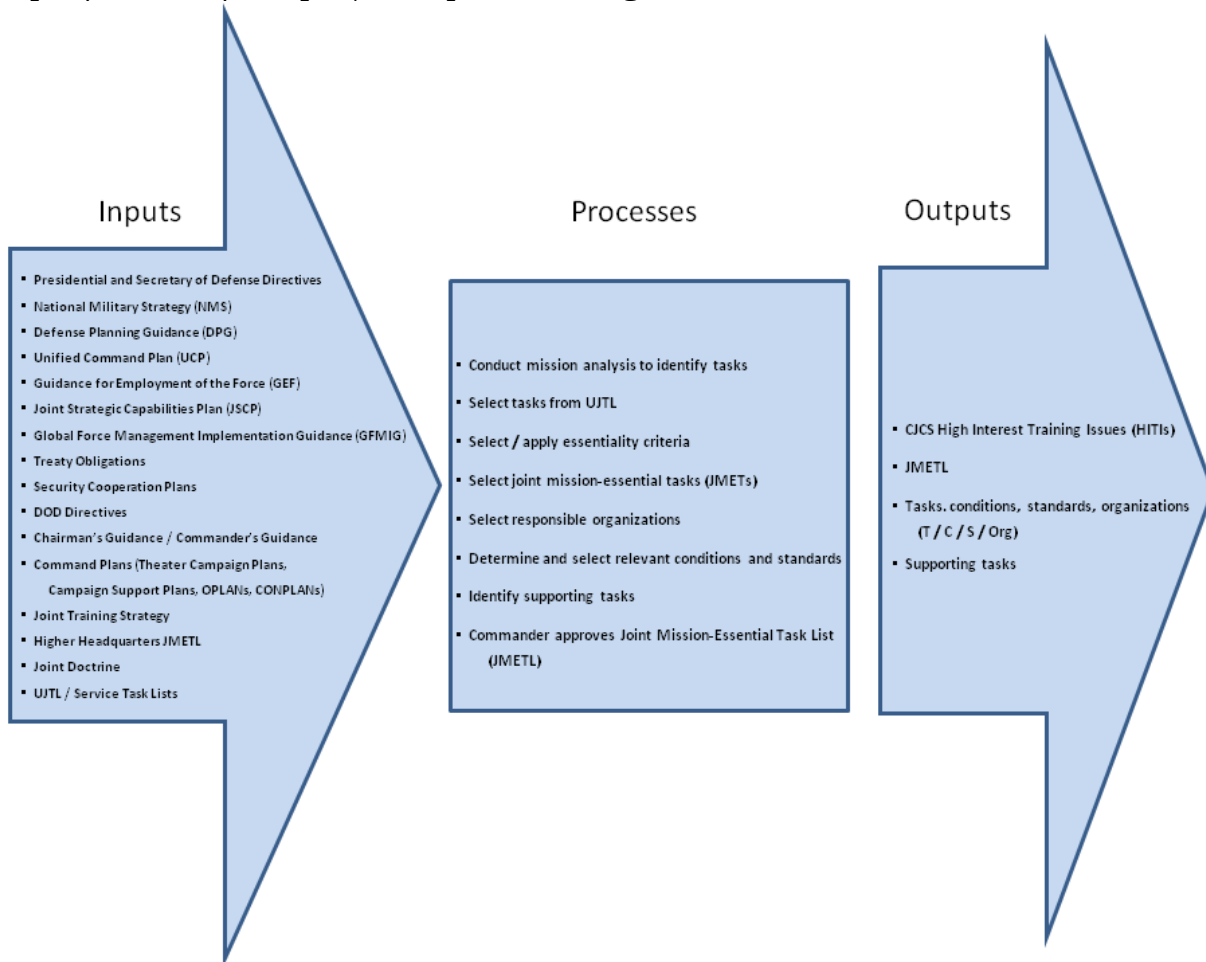 Inputs
▪ Presidential and Secretary of Defense Directives
▪ National Military Strategy (NMS)
▪ Defense Planning Guidance (DPG)
▪ Unified Command Plan (UCP)
▪ Guidance for Employment of the Force (GEF)
▪ Joint Strategic Capabilities Plan (JSCP)
▪ Global Force Management Implementation Guidance (GFMIG)
▪ Treaty Obligations
▪ Security Cooperation Plans
▪ DOD Directives
▪ Chairman's Guidance / Commander's Guidance
▪ Command Plans (Theater Campaign Plans,
Campaign Support Plans, OPLANs, CONPLANs)
▪ Joint Training Strategy
▪ Higher Headquarters JMETL
▪ Joint Doctrine
▪ UJTL / Service Task Lists
Processes
▪ Conduct mission analysis to identify tasks
▪ Select tasks from UJTL
▪ Select / apply essentiality criteria
▪ Select joint mission-essential tasks (JMETs)
▪ Select responsible organizations
▪ Determine and select relevant conditions and standards
▪ Identify supporting tasks
▪ Commander approves Joint Mission-Essential Task List
(JMETL)
Outputs
▪ CJCS High Interest Training Issues (HITIs)
▪ JMETL
▪ Tasks. conditions, standards, organizations
(T / C / S / Org)
▪ Supporting tasks